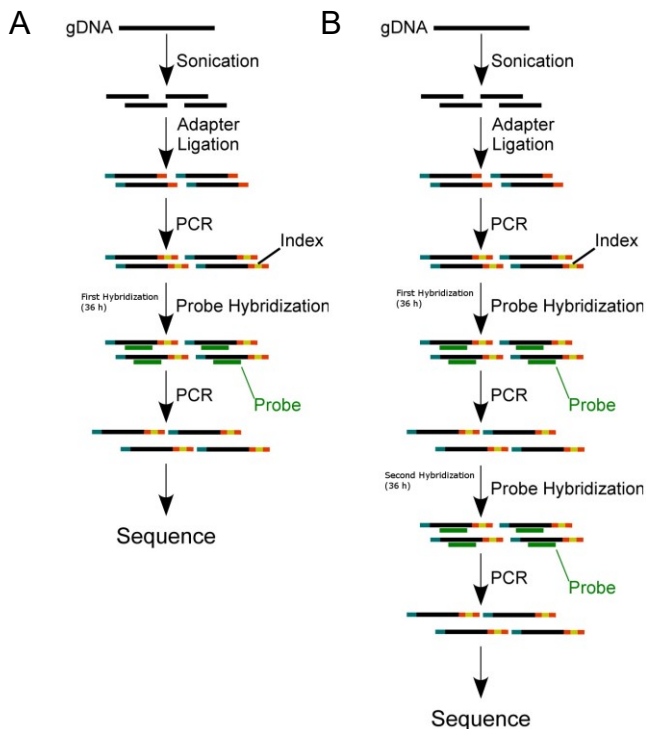 A
gDNA
Sonication
Adapter
Ligation
PCR
Index
First Hybridization
(36 h)
Probe Hybridization
PCR
Probe
Sequence
B
gDNA
Sonication
Adapter
Ligation
PCR
Index
First Hybridization
(36 h)
Probe Hybridization
PCR
Probe
Second Hybridization
(36 h)
Probe Hybridization
PCR
Probe
Sequence